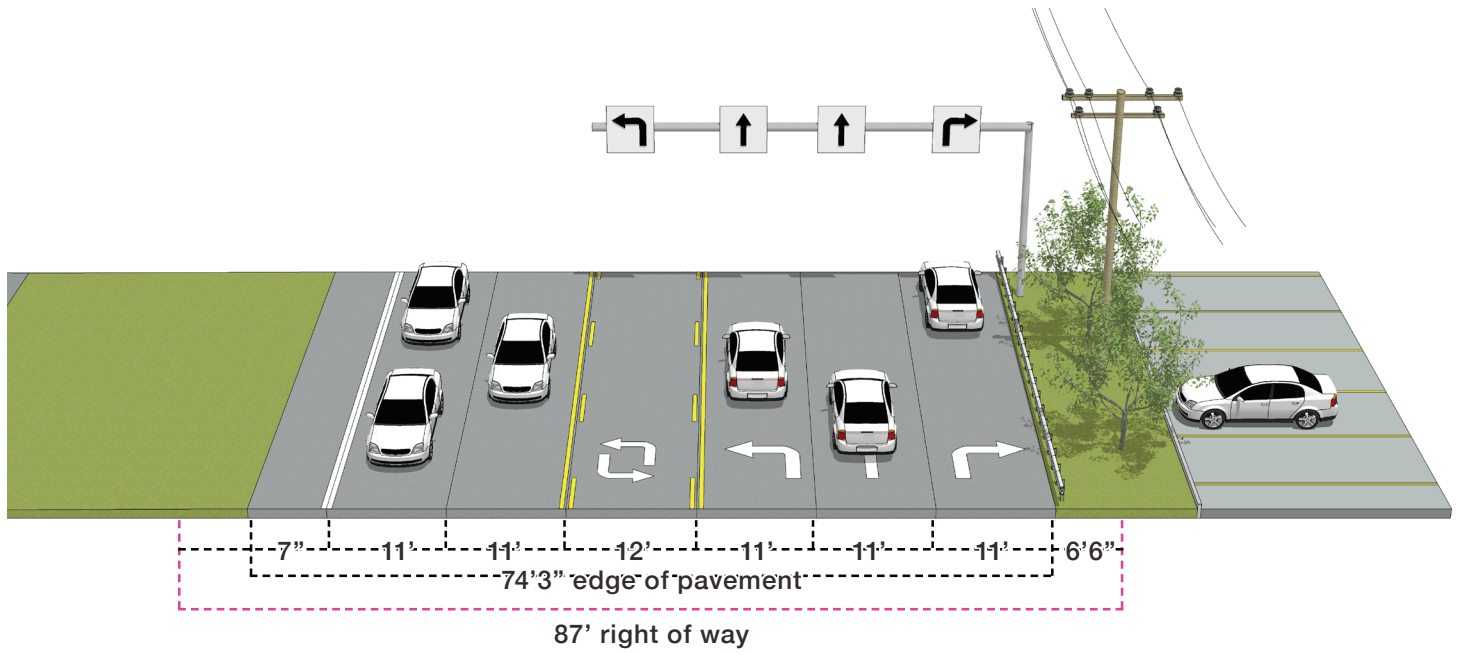 7” 11' 11' 12' 11' 11' 11' 6’6”
74’3” edge of pavement
87’ right of way